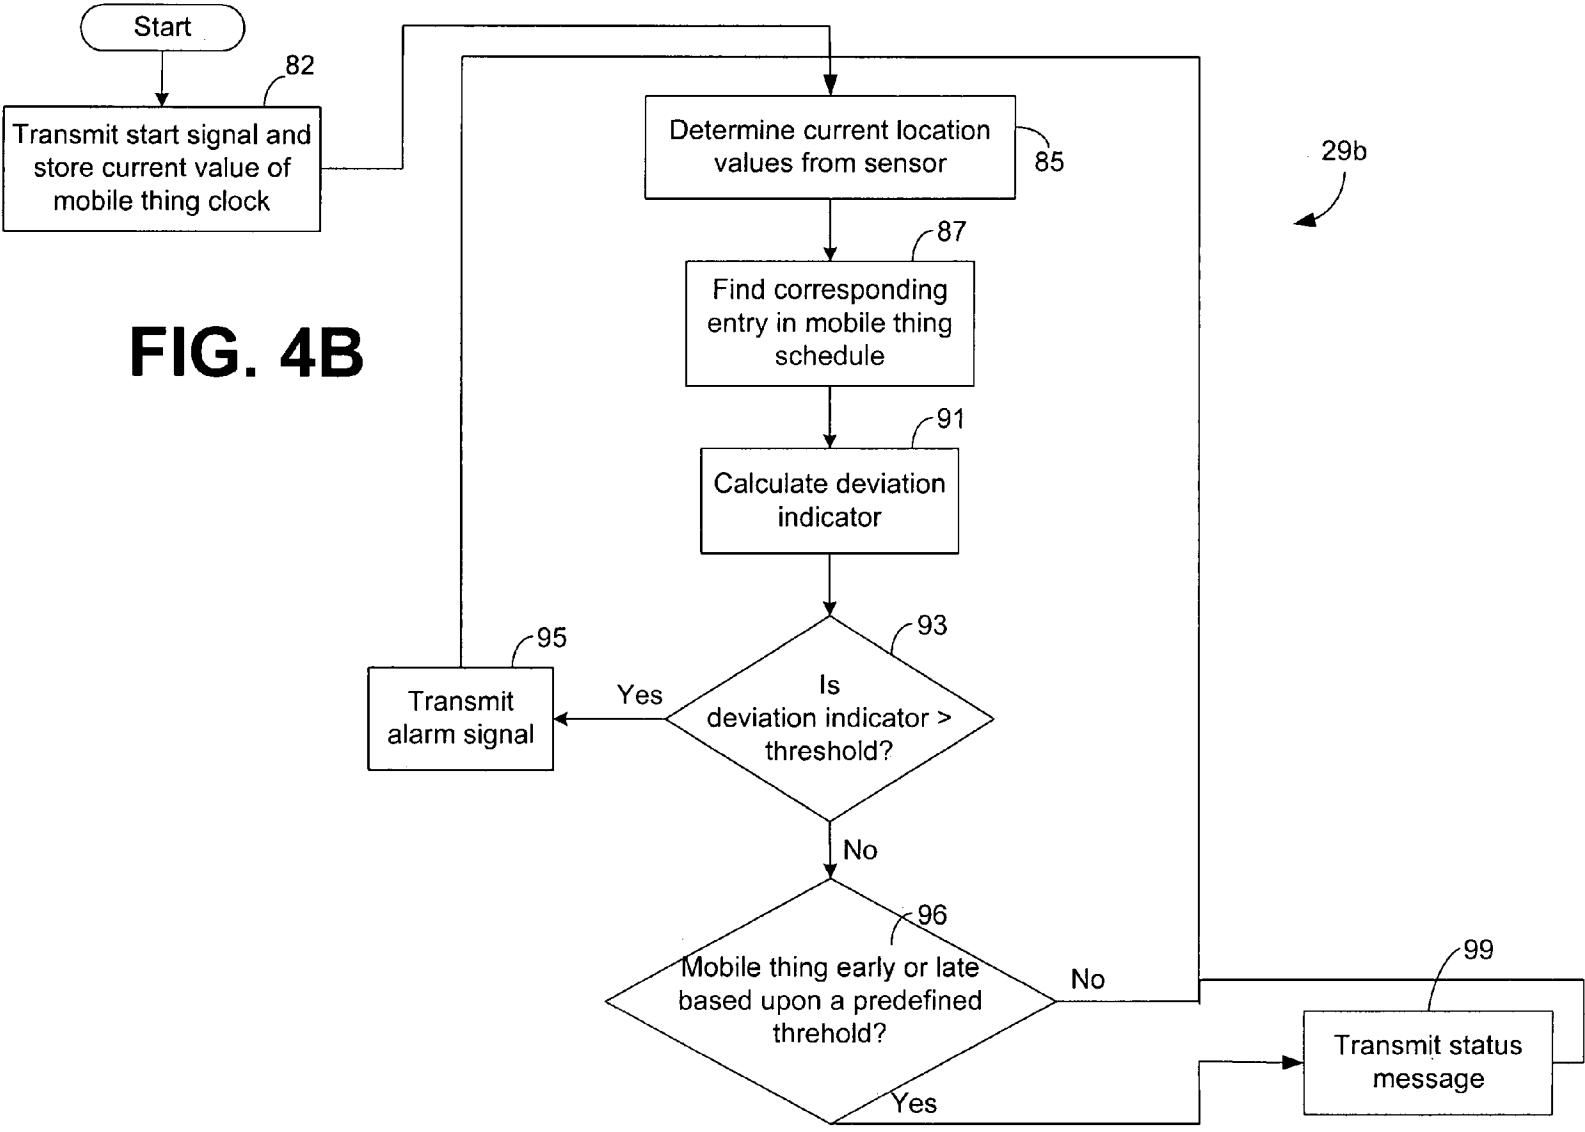 Start
82
Transmit start signal and
store current value of
mobile thing clock
Determine current location
values from sensor
85
29b
87
Find corresponding
entry in mobile thing
schedule
FIG. 4B
91
Calculate deviation
indicator
93
Is
deviation indicator >
threshold?
Yes
95
Transmit
alarm signal
No
96
Mobile thing early or late
based upon a predefined
threhold?
No
Yes
99
Transmit status
message